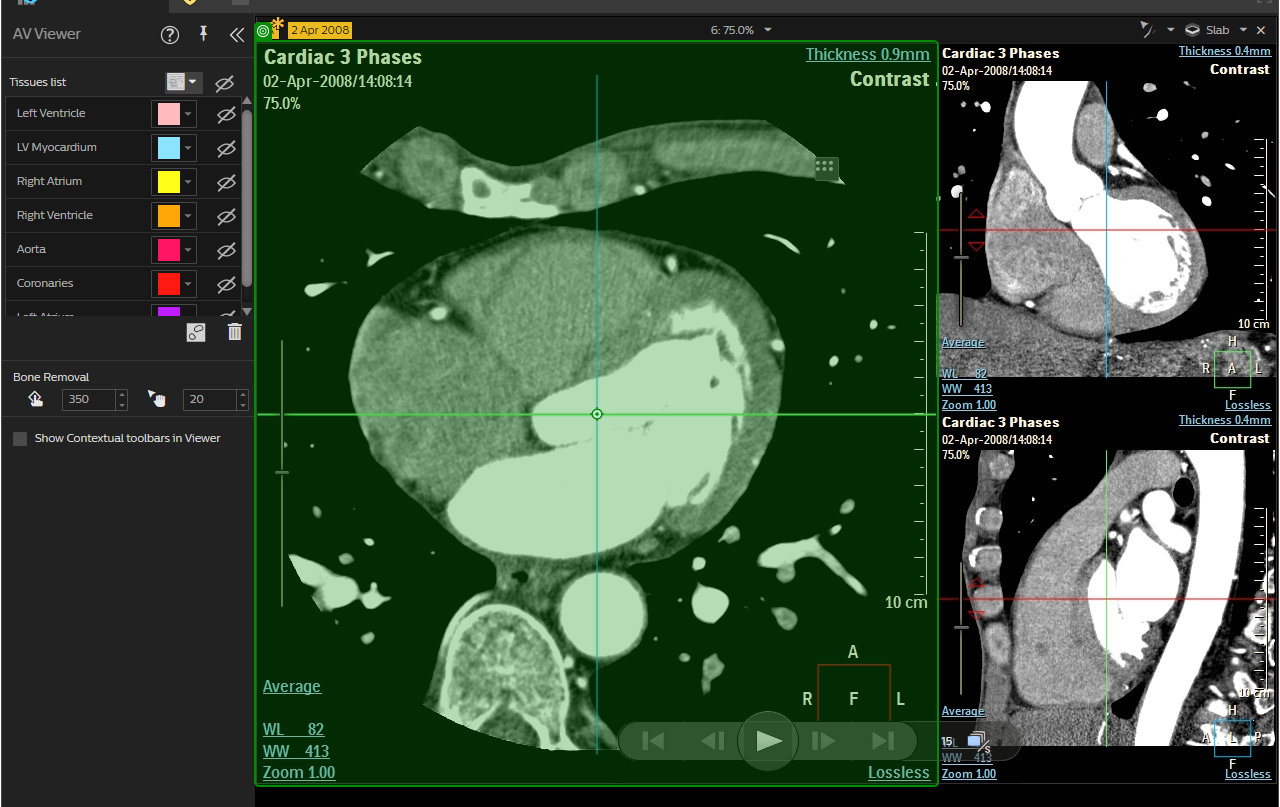 AV Viewer
?
2 Apr 2008
6: 75.0%
Slab
Tissues list
Left Ventricle
LV Myocardium
Right Atrium
Right Ventricle
Aorta
Coronaries
Left Atrium
Bone Removal
350
20
Show Contextual toolbars in Viewer
Cardiac 3 Phases
Thickness 0.9mm
02-Apr-2008/14:08:14
Contrast
75.0%
10 cm
A
R F L
Average
WL 82
WW 413
Zoom 1.00
Lossless
Cardiac 3 Phases
Thickness 0.4mm
02-Apr-2008/14:08:14
Contrast
75.0%
10 cm
Average
H
R A L
F
WL 82
WW 413
Zoom 1.00
Lossless
Cardiac 3 Phases
Thickness 0.4mm
02-Apr-2008/14:08:14
Contrast
75.0%
10 cm
Average
H
A L P
F
15
/s
WW 413
Zoom 1.00
Lossless